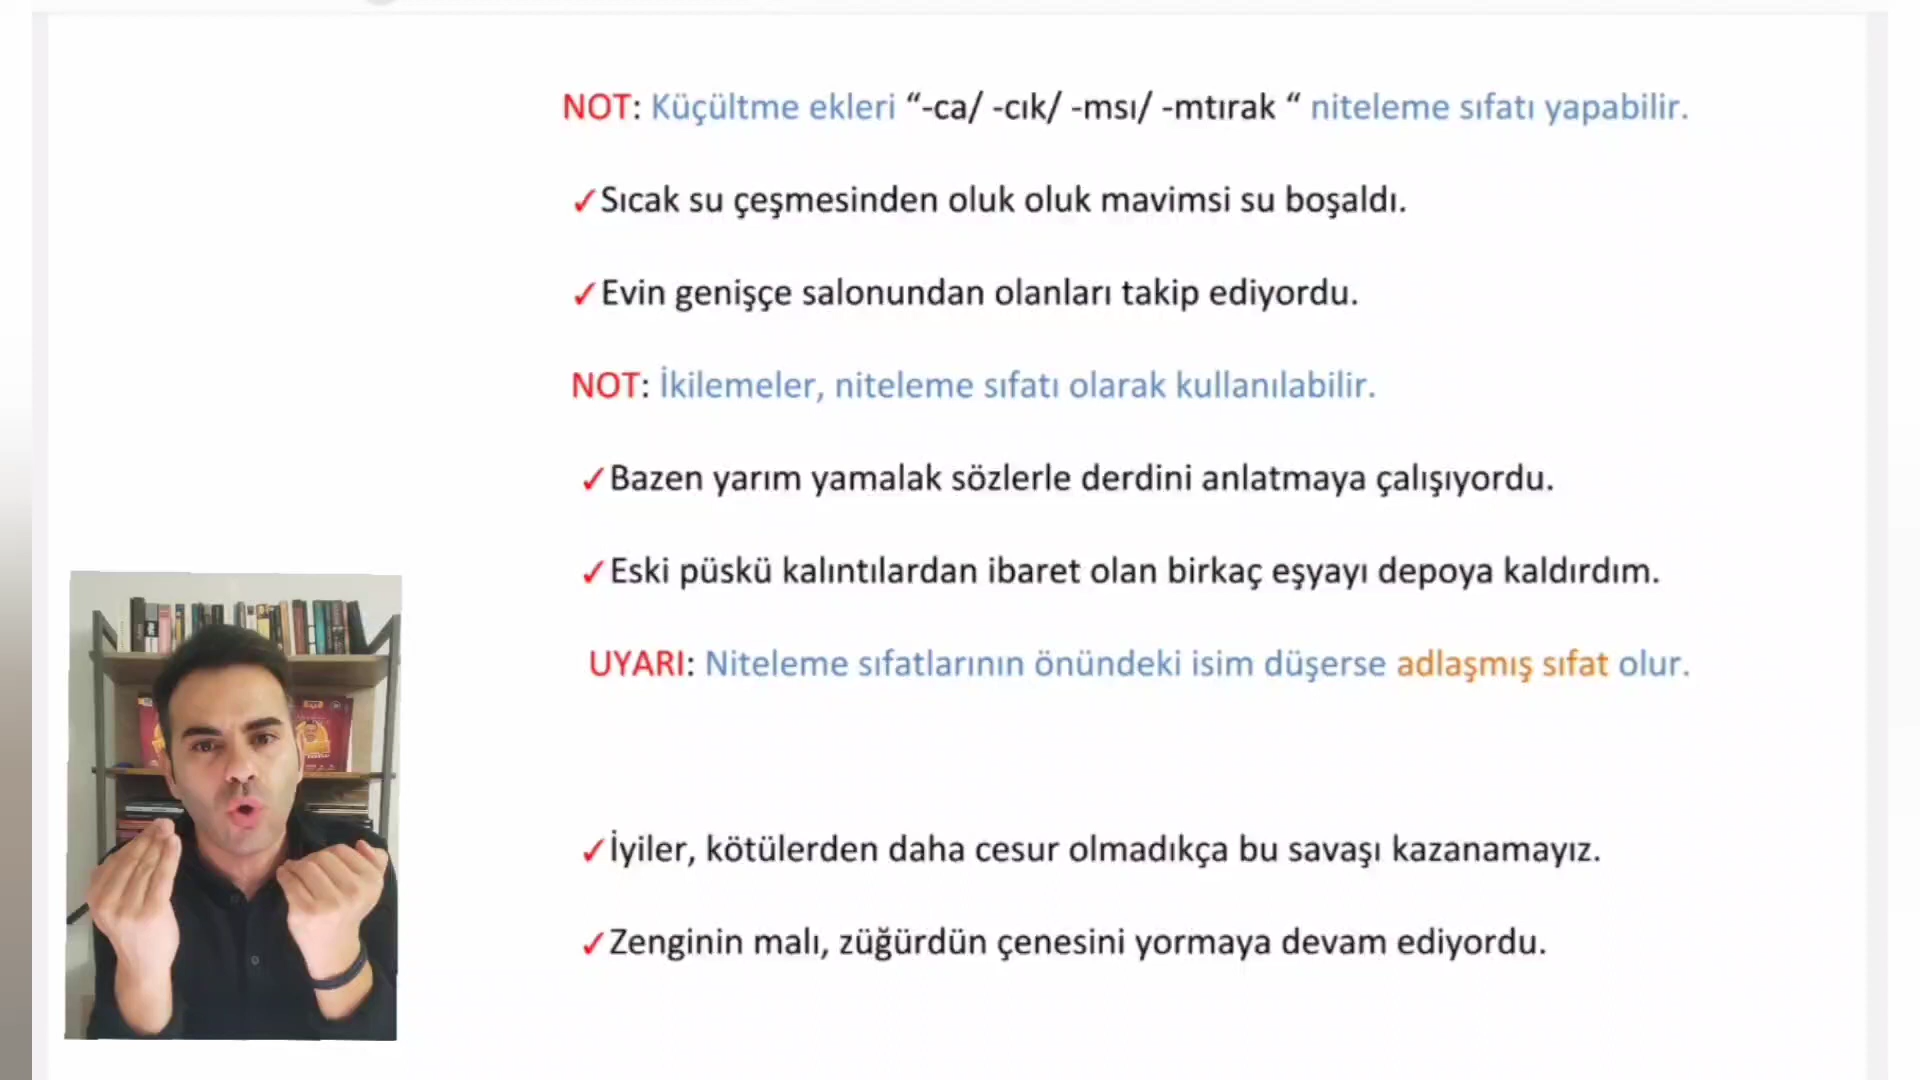 NOT: Küçültme ekleri “-ca/ -cık/ -msı/ -mtırak “ niteleme sıfatı yapabilir.
✓Sıcak su çeşmesinden oluk oluk mavimsi su boşaldı.
✓Evin genişçe salonundan olanları takip ediyordu.
NOT: İkilemeler, niteleme sıfatı olarak kullanılabilir.
✓Bazen yarım yamalak sözlerle derdini anlatmaya çalışıyordu.
✓Eski püskü kalıntılardan ibaret olan birkaç eşyayı depoya kaldırdım.
UYARI: Niteleme sıfatlarının önündeki isim düşerse adlaşmış sıfat olur.
✓İyiler, kötülerden daha cesur olmadıkça bu savaşı kazanamayız.
✓Zenginin malı, züğürdün çenesini yormaya devam ediyordu.